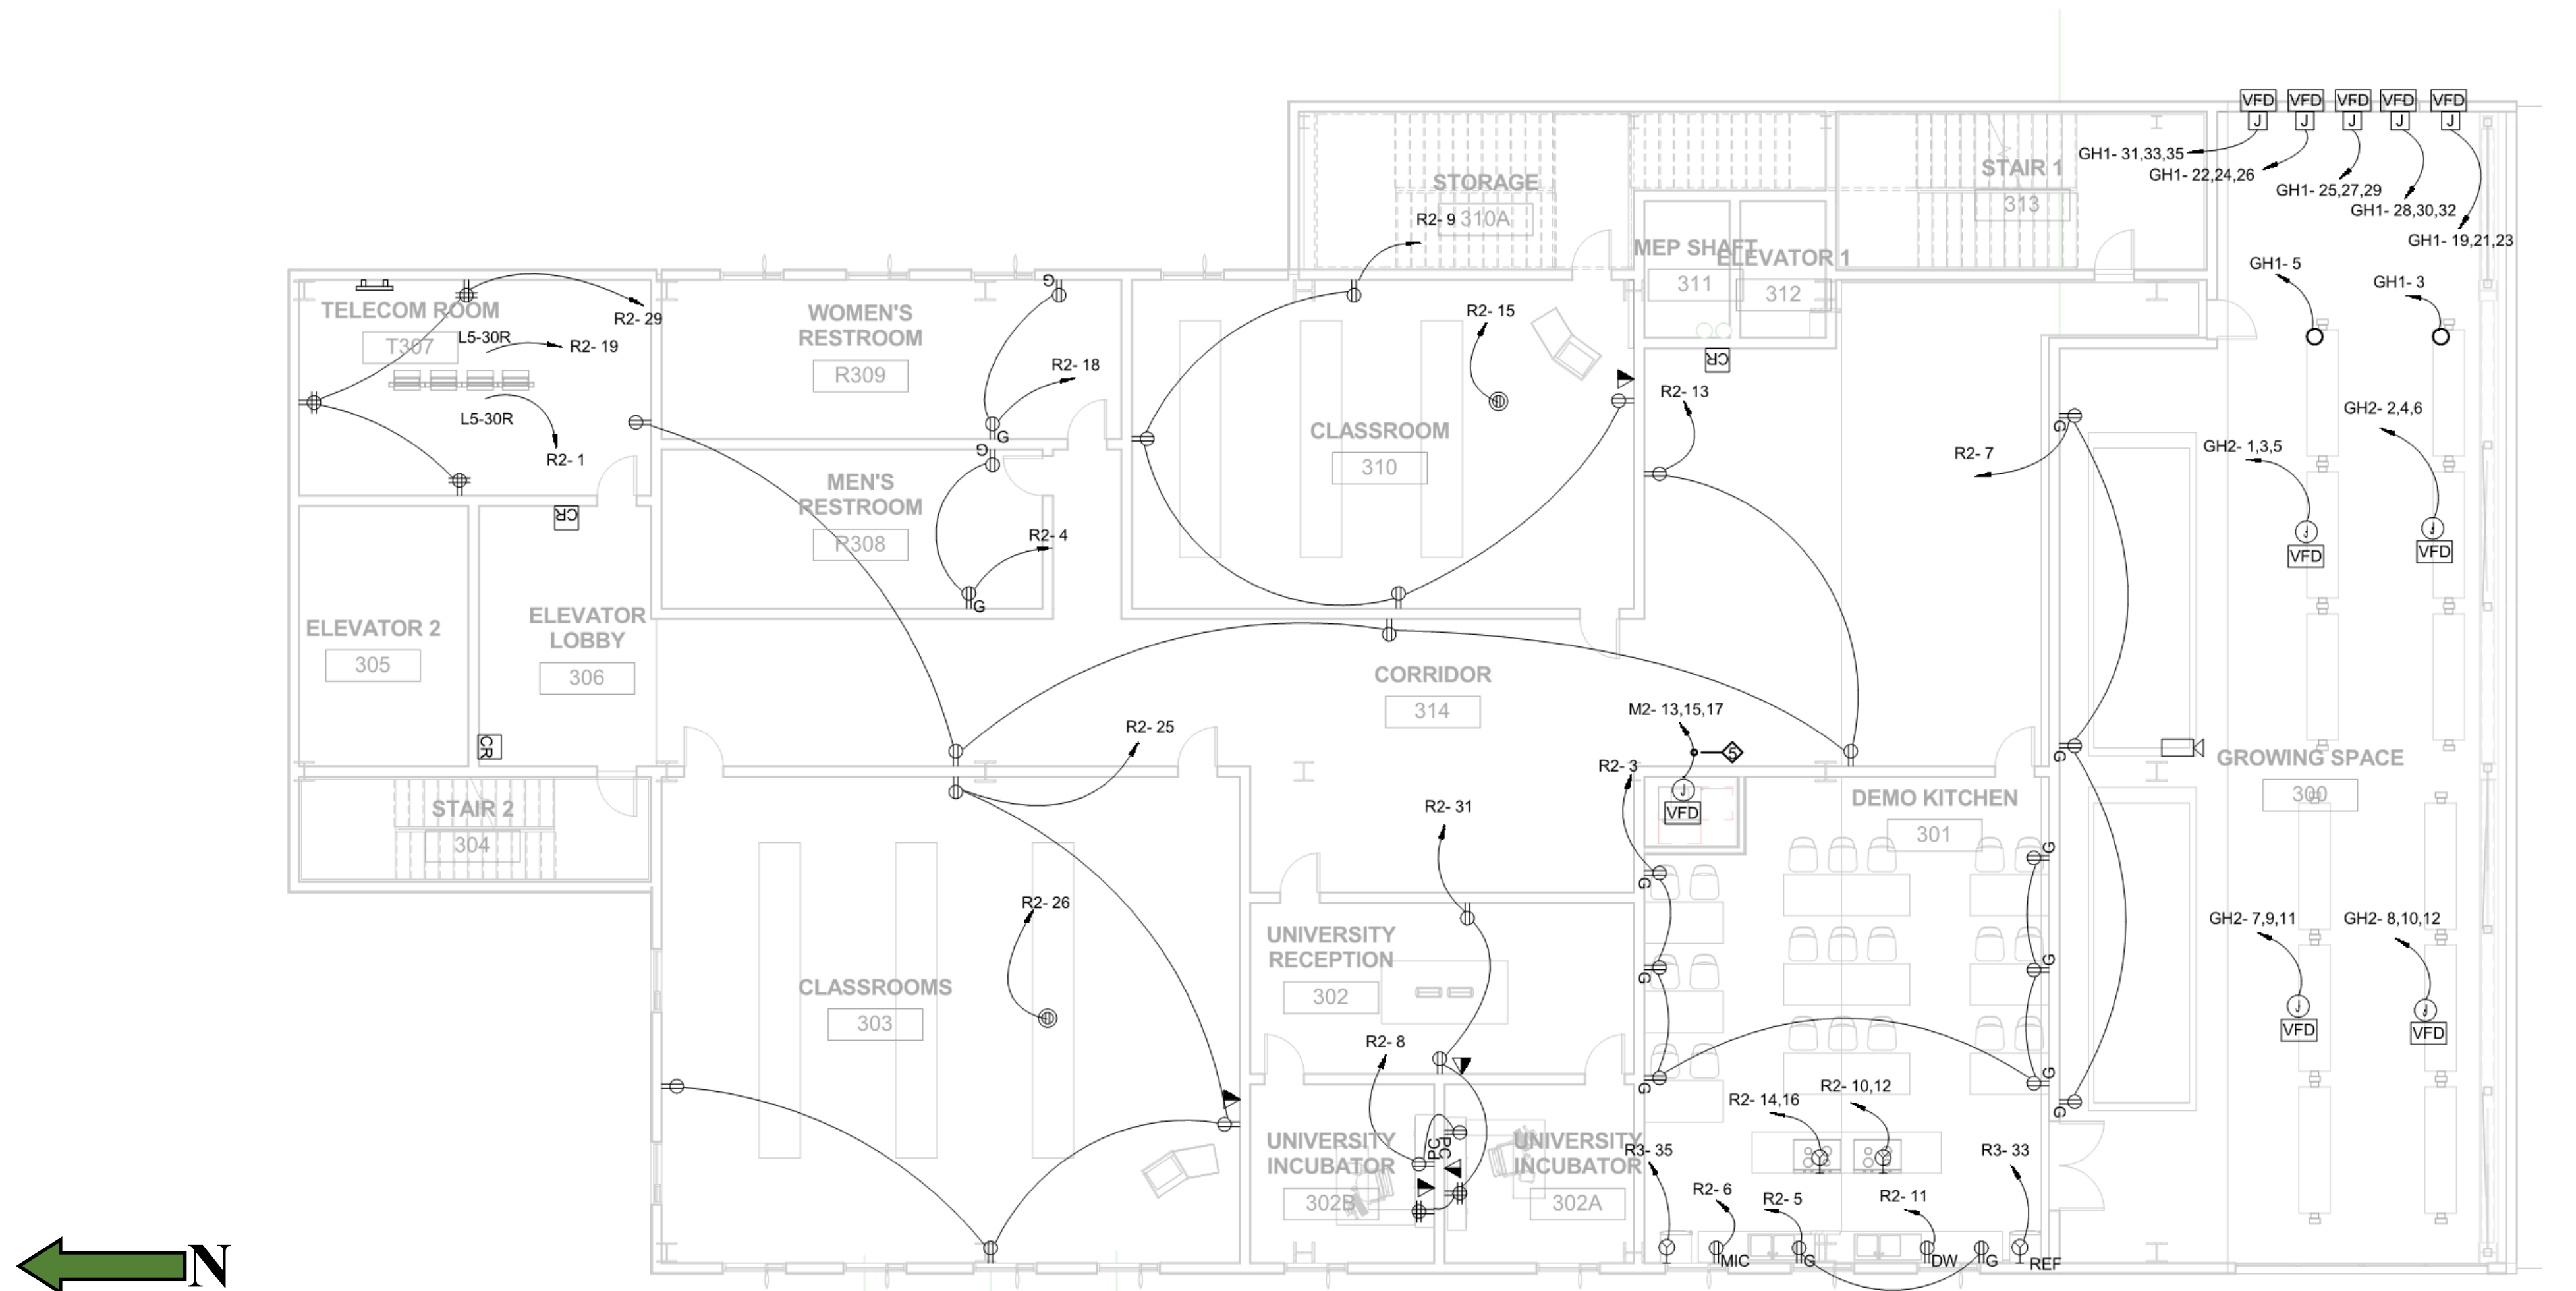 VFD VFD VFD VFD VFD
J J J J J
GH1- 31,33,35
GH1- 22,24,26
GH1- 25,27,29
GH1- 28,30,32
GH1- 19,21,23
STAIR 1
313
STORAGE
310A
R2- 9
MEP SHAFT
311
ELEVATOR 1
312
CR
GH1- 5
GH1- 3
TELECOM ROOM
T307
L5-30R
R2- 19
R2- 29
L5-30R
R2- 1
WOMEN'S
RESTROOM
R309
G
R2- 18
G
G
MEN'S
RESTROOM
R308
R2- 4
G
R2- 15
CLASSROOM
310
R2- 13
R2- 7
G
GH2- 2,4,6
GH2- 1,3,5
J
VFD
J
VFD
CR
ELEVATOR 2
305
ELEVATOR
LOBBY
306
CR
CORRIDOR
314
R2- 25
M2- 13,15,17
5
R2- 3
J
VFD
G
GROWING SPACE
300
STAIR 2
304
R2- 31
DEMO KITCHEN
301
G
G
G
G
G
G
R2- 26
CLASSROOMS
303
UNIVERSITY
RECEPTION
302
R2- 8
GH2- 7,9,11
GH2- 8,10,12
J
VFD
J
VFD
R2- 14,16
R2- 10,12
G
UNIVERSITY
INCUBATOR
302B
PC
PC
UNIVERSITY
INCUBATOR
302A
R3- 35
R3- 33
R2- 6
R2- 5
R2- 11
MIC
G
DW
G
REF
N